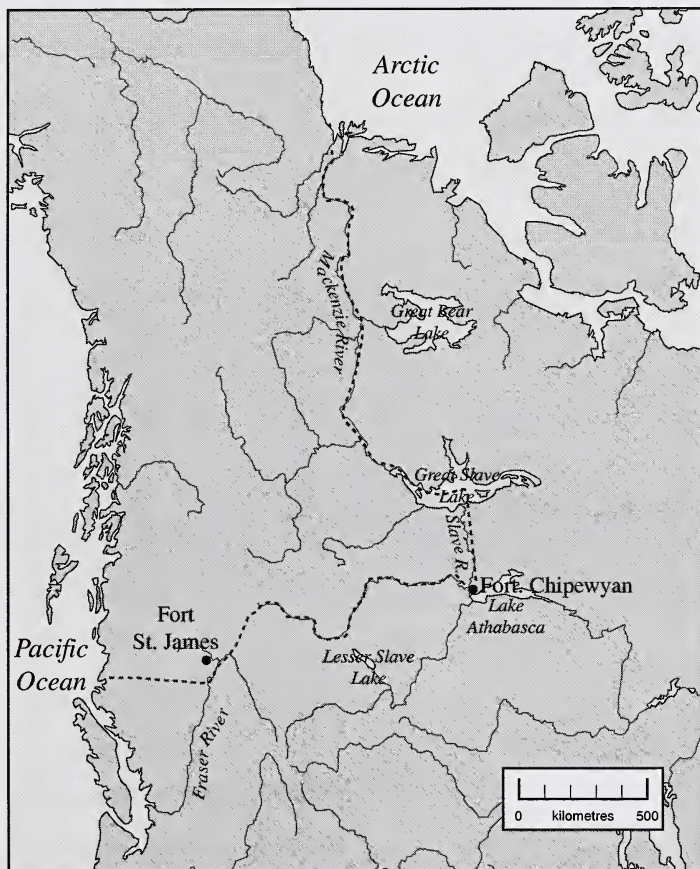 Arctic
Ocean
Mackenzie River
Great Bear
Lake
Great Slave
Lake
Slave R.
Fort Chipewyan
Lake
Athabasca
Fort
St. James
Pacific
Ocean
Lesser Slave
Lake
Fraser River
0 kilometres 500